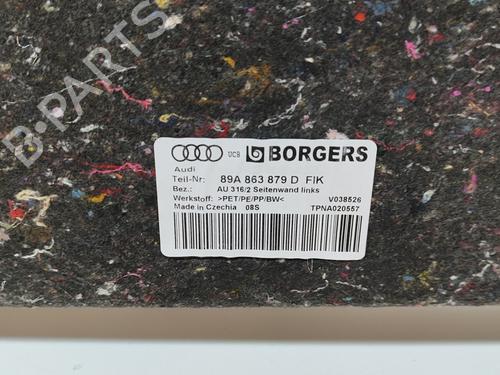 B-PARTS
UCB BORGERS
Audi
Teil-Nr: 89A 863 879 D FIK
Bez.: AU 316/2 Seitenwand links
Werkstoff: >PET/PE/PP/BW< V038526
Made in Czechia 08S TPNA020557